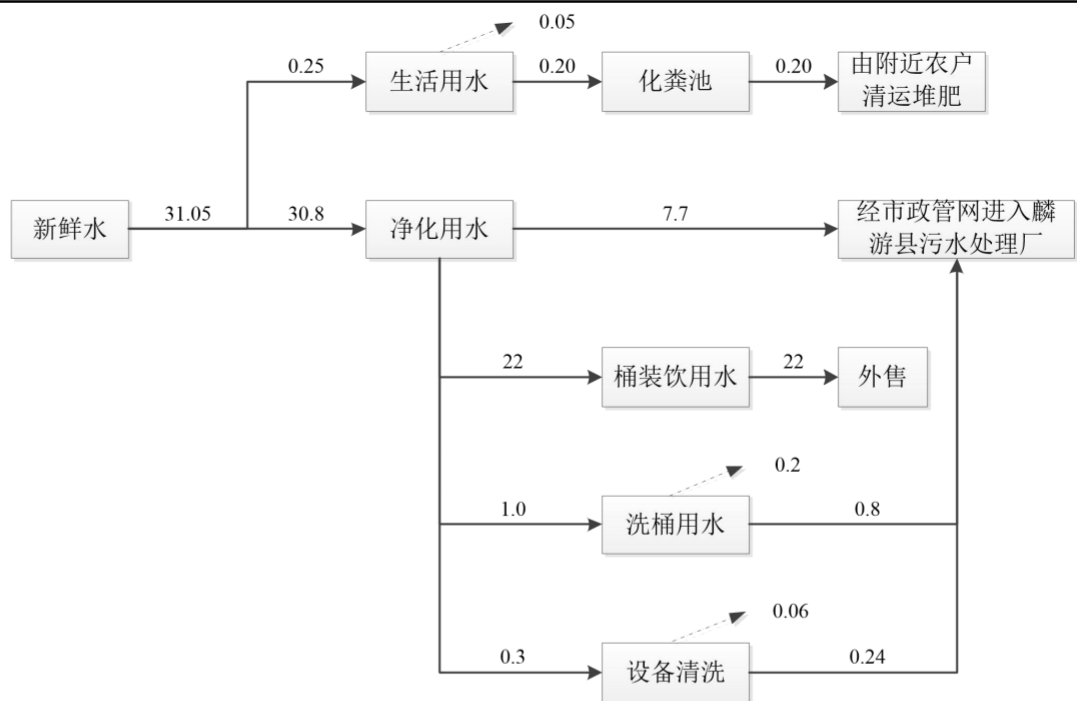 0.05
0.25
生活用水
0.20
化粪池
0.20
由附近农户
清运堆肥
新鲜水
31.05
30.8
净化用水
7.7
经市政管网进入麟
游县污水处理厂
22
桶装饮用水
22
外售
0.2
1.0
洗桶用水
0.8
0.06
0.3
设备清洗
0.24